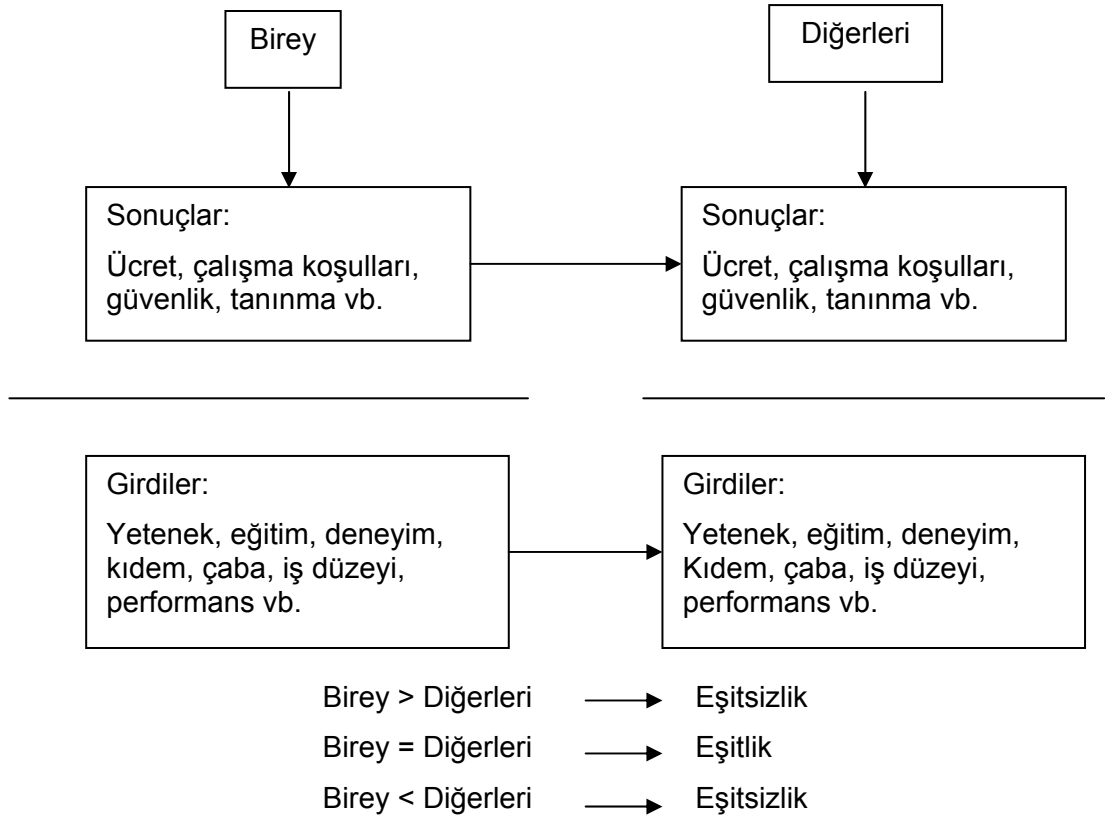 Birey
Diğerleri
Sonuçlar:
Ücret, çalışma koşulları,
güvenlik, tanınma vb.
Sonuçlar:
Ücret, çalışma koşulları,
güvenlik, tanınma vb.
Girdiler:
Yetenek, eğitim, deneyim,
kıdem, çaba, iş düzeyi,
performans vb.
Girdiler:
Yetenek, eğitim, deneyim,
Kıdem, çaba, iş düzeyi,
performans vb.
Birey > Diğerleri Eşitsizlik
Birey = Diğerleri Eşitlik
Birey < Diğerleri Eşitsizlik